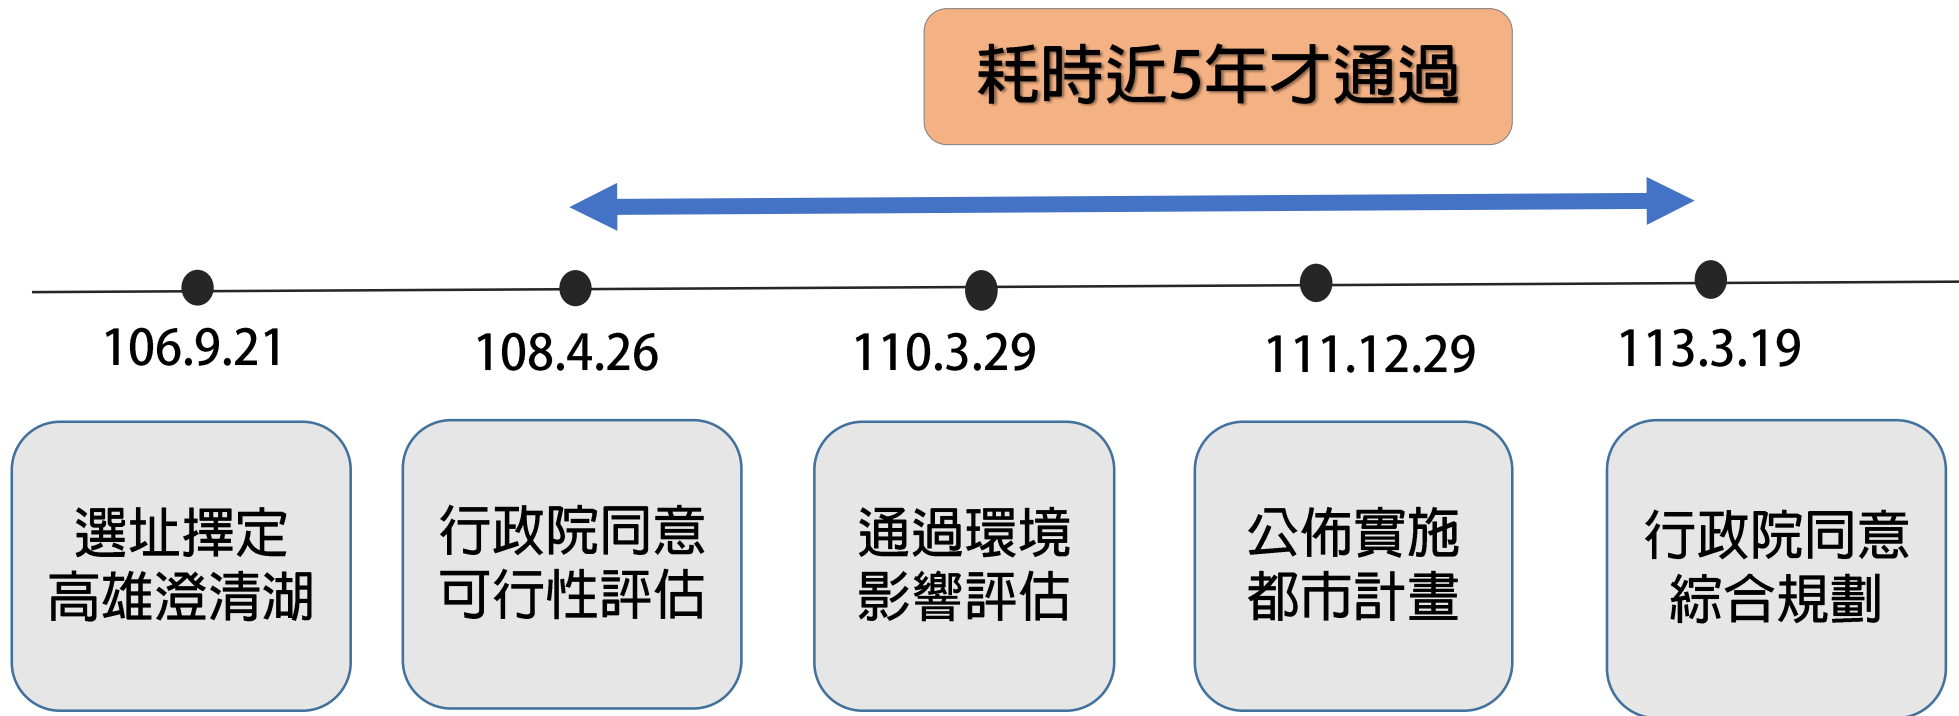 耗時近5年才通過
106.9.21
108.4.26
110.3.29
111.12.29
113.3.19
選址擇定
高雄澄清湖
行政院同意
可行性評估
通過環境
影響評估
公佈實施
都市計畫
行政院同意
綜合規劃